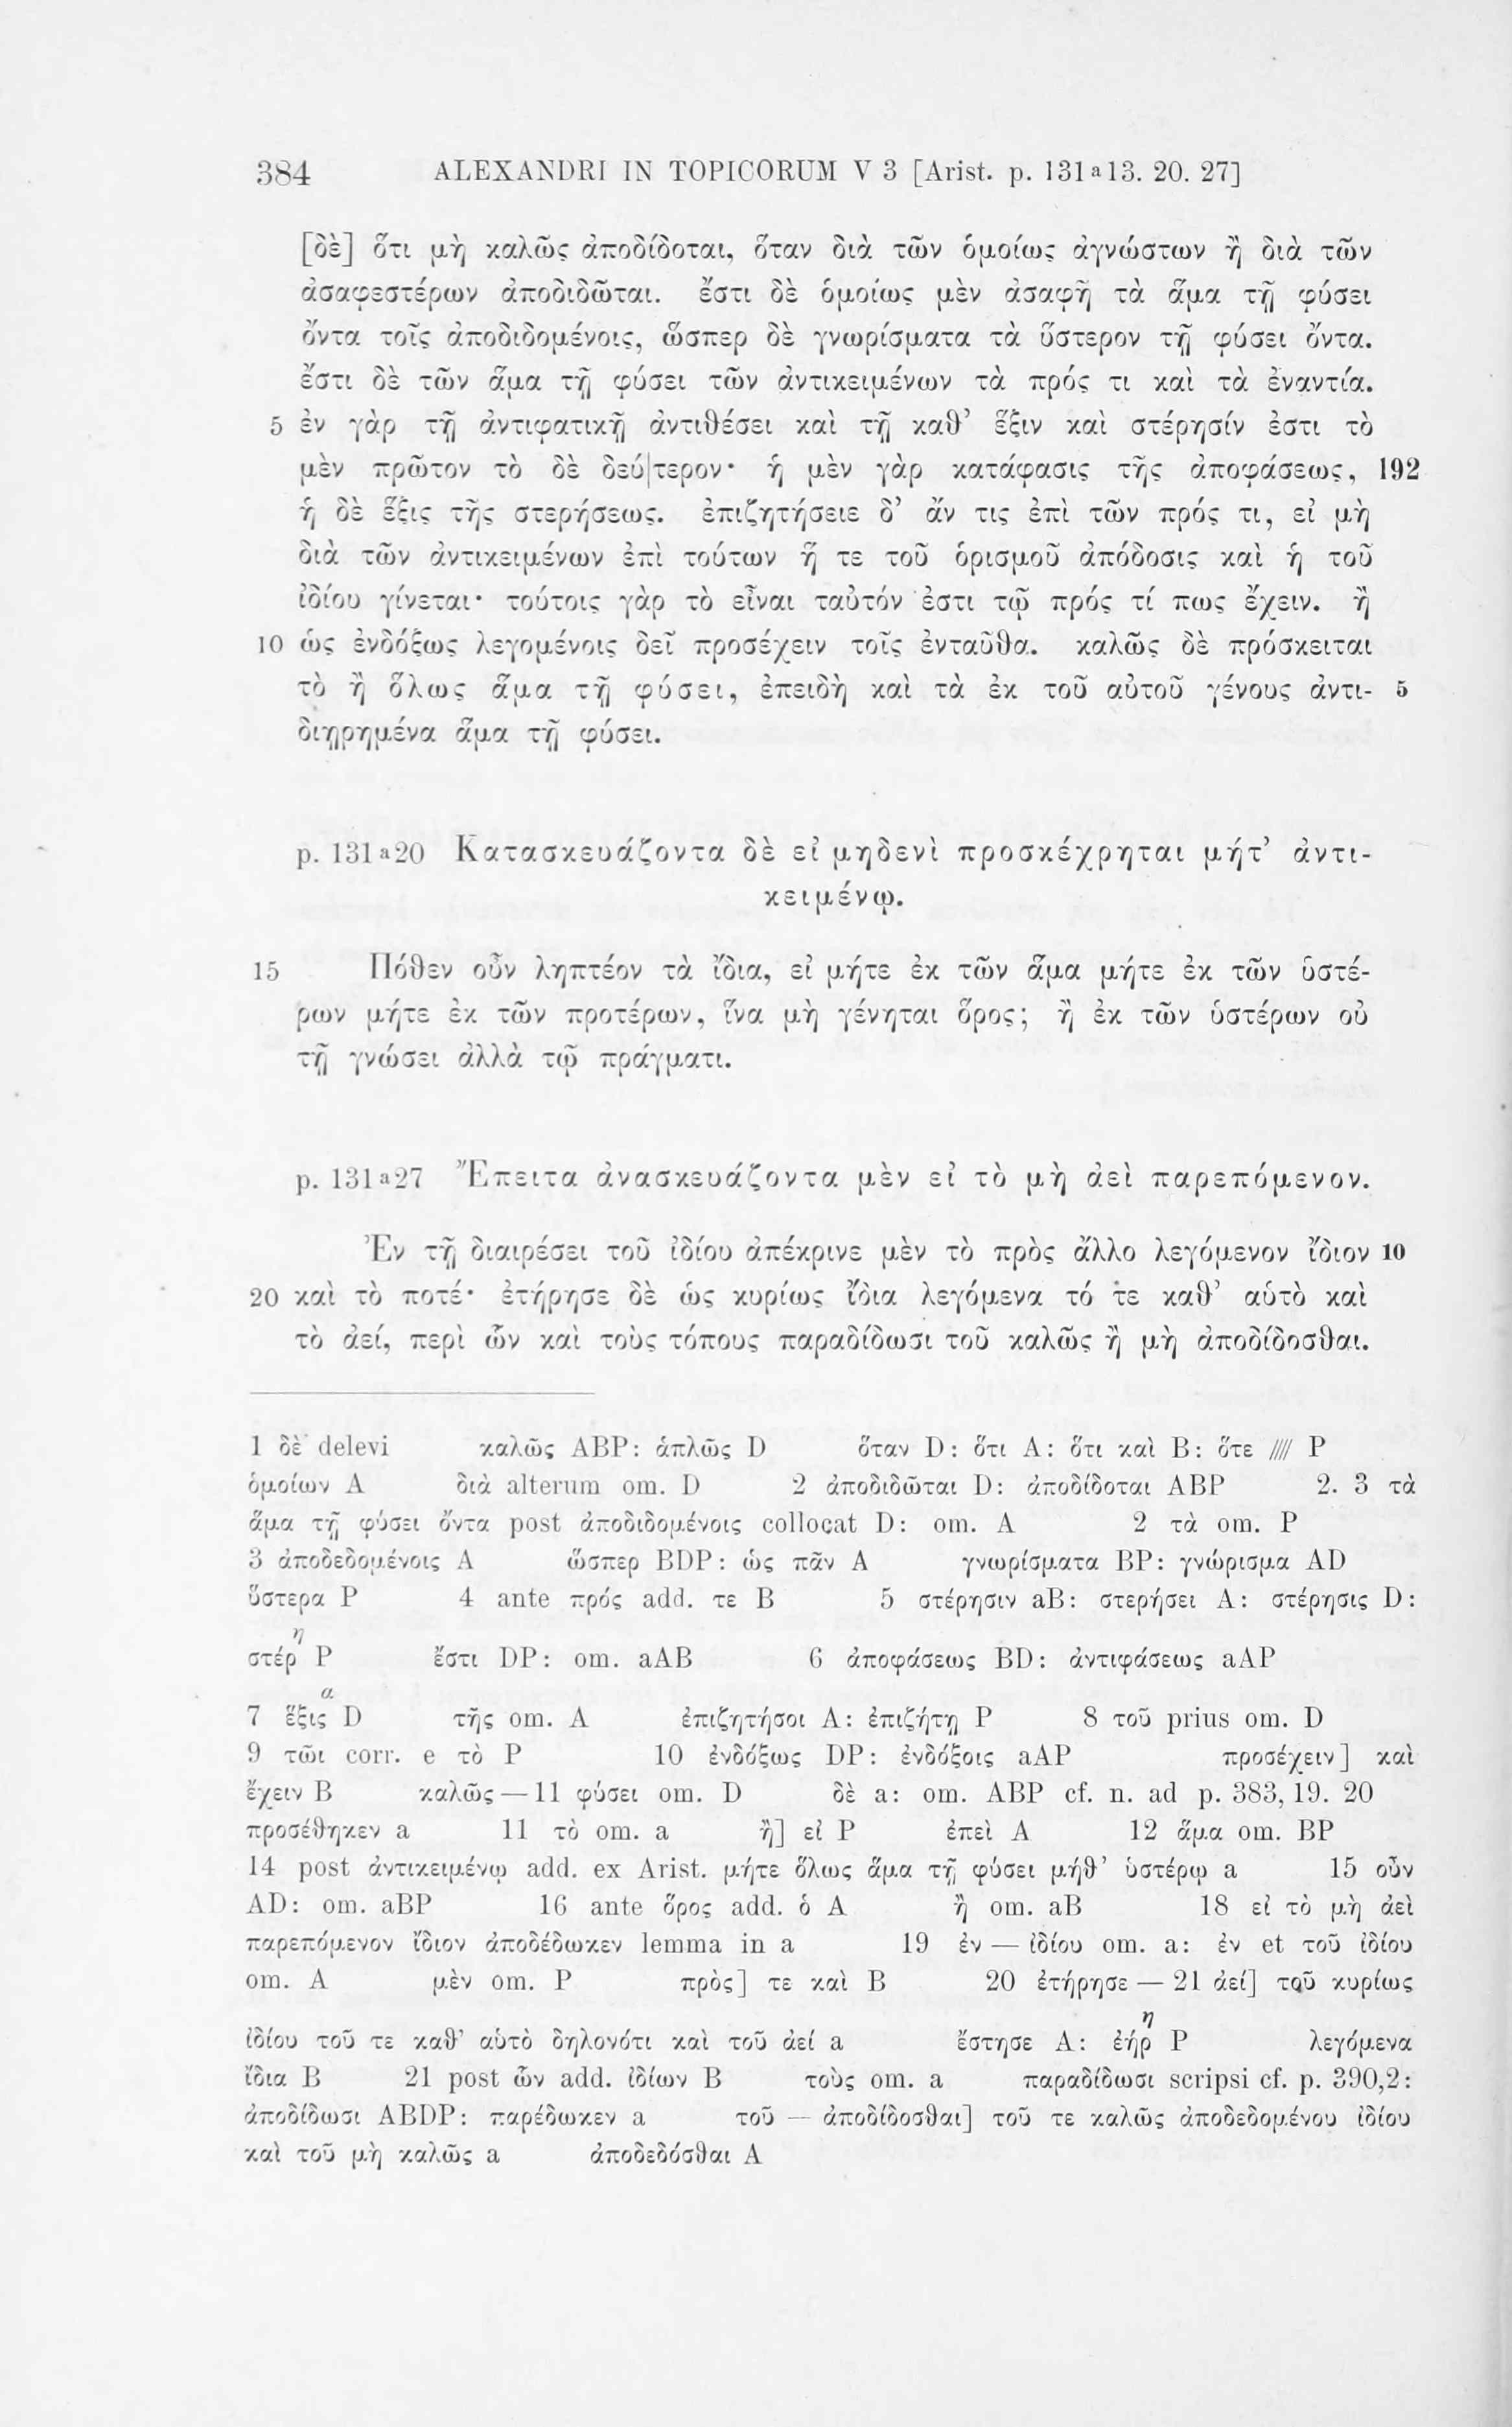 384 ALEXANDRI IN TOPICORUM V 3 [Arist. p. 131 a 13. 20. 27]
[δὲ] ὅτι μὴ καλῶς ἀποδίδοται, ὅταν διὰ τῶν ὁμοίως ἀγνώστων ἢ διὰ τῶν
ἀσαφεστέρων ἀποδιδῶται. ἔστι δὲ ὁμοίως μὲν ἀσαφῆ τὰ ἅμα τῇ φύσει
ὄντα τοῖς ἀποδιδομένοις, ὥσπερ δὲ γνωρίσματα τὰ ὕστερον τῇ φύσει ὄντα.
ἔστι δὲ τῶν ἅμα τῇ φύσει τῶν ἀντικειμένων τὰ πρός τι καὶ τὰ ἐναντία.
5 ἐν γὰρ τῇ ἀντιφατικῇ ἀντιθέσει καὶ τῇ καθ’ ἕξιν καὶ στέρησίν ἐστι τὸ
μὲν πρῶτον τὸ δὲ δεύ|τερον· ἡ μὲν γὰρ κατάφασις τῆς ἀποφάσεως, 192
ἡ δὲ ἕξις τῆς στερήσεως. ἐπιζητήσειε δ’ ἄν τις ἐπὶ τῶν πρός τι, εἰ μὴ
διὰ τῶν ἀντικειμένων ἐπὶ τούτων ἥ τε τοῦ ὁρισμοῦ ἀπόδοσις καὶ ἡ τοῦ
ἰδίου γίνεται· τούτοις γὰρ τὸ εἶναι ταὐτόν ἐστι τῷ πρός τί πως ἔχειν. ἢ
10 ὡς ἐνδόξως λεγομένοις δεῖ προσέχειν τοῖς ἐνταῦθα. καλῶς δὲ πρόσκειται
τὸ ἢ ὅλως ἅμα τῇ φύσει, ἐπειδὴ καὶ τὰ ἐκ τοῦ αὐτοῦ γένους ἀντι- 5
διῃρημένα ἅμα τῇ φύσει.
p. 131 a 20 Κατασκευάζοντα δὲ εἰ μηδενὶ προσκέχρηται μήτ’ ἀντι-
κειμένῳ.
15 Πόθεν οὖν ληπτέον τὰ ἴδια, εἰ μήτε ἐκ τῶν ἅμα μήτε ἐκ τῶν ὑστέ-
ρων μήτε ἐκ τῶν προτέρων, ἵνα μὴ γένηται ὅρος; ἢ ἐκ τῶν ὑστέρων οὐ
τῇ γνώσει ἀλλὰ τῷ πράγματι.
p. 131 a 27 Ἔπειτα ἀνασκευάζοντα μὲν εἰ τὸ μὴ ἀεὶ παρεπόμενον.
Ἐν τῇ διαιρέσει τοῦ ἰδίου ἀπέκρινε μὲν τὸ πρὸς ἄλλο λεγόμενον ἴδιον 10
20 καὶ τὸ ποτέ· ἐτήρησε δὲ ὡς κυρίως ἴδια λεγόμενα τό τε καθ’ αὑτὸ καὶ
τὸ ἀεί, περὶ ὧν καὶ τοὺς τόπους παραδίδωσι τοῦ καλῶς ἢ μὴ ἀποδίδοσθαι.
1 δὲ delevi καλῶς ABP: ἁπλῶς D ὅταν D: ὅτι A: ὅτι καὶ B: ὅτε //// P
ὁμοίων A διὰ alterum om. D 2 ἀποδιδῶται D: ἀποδίδοται ABP 2. 3 τὰ
ἅμα τῇ φύσει ὄντα post ἀποδιδομένοις collocat D: om. A 2 τὰ om. P
3 ἀποδεδομένοις A ὥσπερ BDP: ὡς πᾶν A γνωρίσματα BP: γνώρισμα AD
ὕστερα P 4 ante πρός add. τε B 5 στέρησιν aB: στερήσει A: στέρησις D:
στέρ^η P ἔστι DP: om. aAB 6 ἀποφάσεως BD: ἀντιφάσεως aAP
7 ἕξις^α D τῆς om. A ἐπιζητήσοι A: ἐπιζήτῃ P 8 τοῦ prius om. D
9 τῶι corr. e τὸ P 10 ἐνδόξως DP: ἐνδόξοις aAP προσέχειν] καὶ
ἔχειν B καλῶς — 11 φύσει om. D δὲ a: om. ABP cf. n. ad p. 383, 19. 20
προσέθηκεν a 11 τὸ om. a ἢ] εἰ P ἐπεὶ A 12 ἅμα om. BP
14 post ἀντικειμένῳ add. ex Arist. μήτε ὅλως ἅμα τῇ φύσει μήθ’ ὑστέρῳ a 15 οὖν
AD: om. aBP 16 ante ὅρος add. ὁ A ἢ om. aB 18 εἰ τὸ μὴ ἀεὶ
παρεπόμενον ἴδιον ἀποδέδωκεν lemma in a 19 ἐν — ἰδίου om. a: ἐν et τοῦ ἰδίου
om. A μὲν om. P πρὸς] τε καὶ B 20 ἐτήρησε — 21 ἀεί] τοῦ κυρίως
ἰδίου τοῦ τε καθ’ αὑτὸ δηλονότι καὶ τοῦ ἀεί a ἔστησε A: ἐήρ^η P λεγόμενα
ἴδια B 21 post ὧν add. ἰδίων B τοὺς om. a παραδίδωσι scripsi cf. p. 390,2:
ἀποδίδωσι ABDP: παρέδωκεν a τοῦ — ἀποδίδοσθαι] τοῦ τε καλῶς ἀποδεδομένου ἰδίου
καὶ τοῦ μὴ καλῶς a ἀποδεδόσθαι A